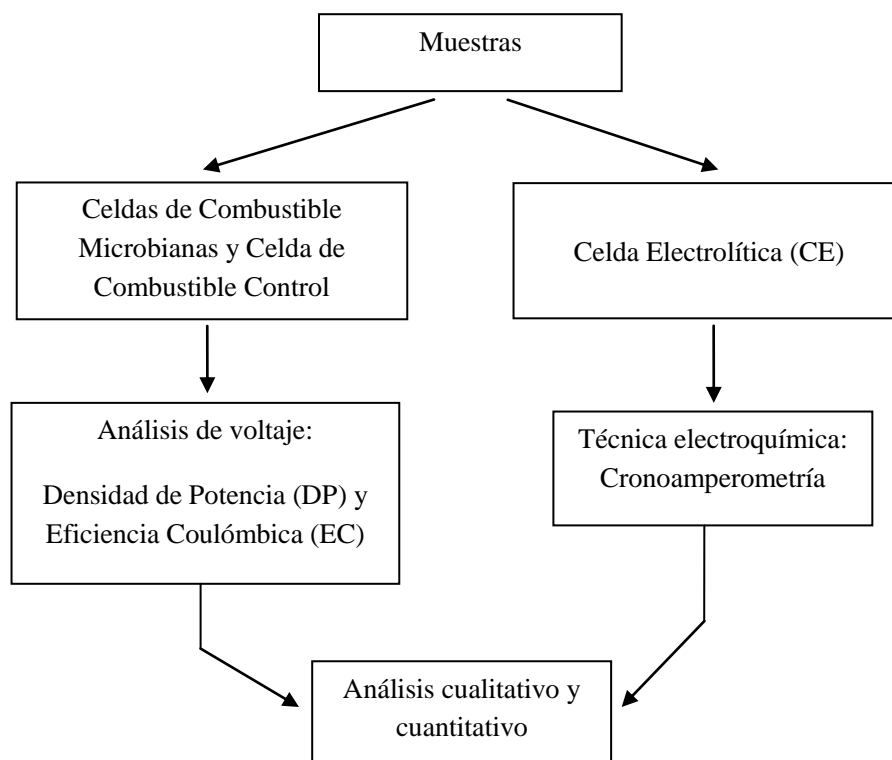 Muestras
Celdas de Combustible
Microbianas y Celda de
Combustible Control
Celda Electrolítica (CE)
Análisis de voltaje:
Densidad de Potencia (DP) y
Eficiencia Coulómbica (EC)
Técnica electroquímica:
Cronoamperometría
Análisis cualitativo y
cuantitativo